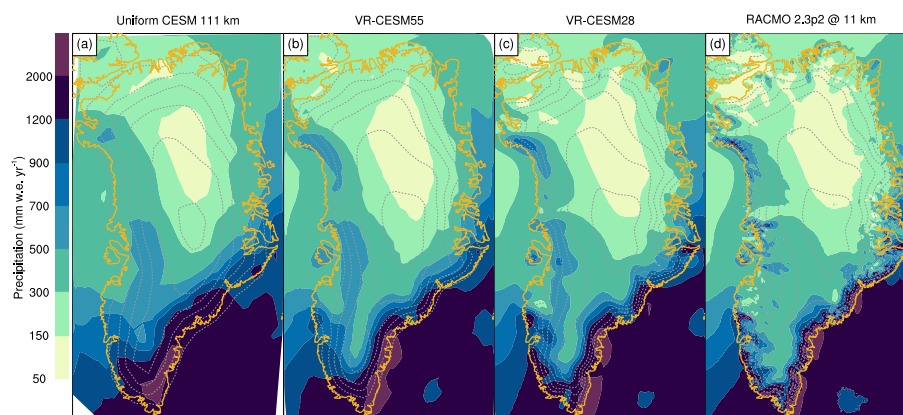 Uniform CESM 111 km
VR-CESM55
VR-CESM28
RACMO 2.3p2 @ 11 km
(a)
(b)
(c)
(d)
Precipitation (mm w.e. yr⁻¹)
2000
1200
900
700
500
300
150
50